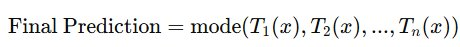 Final Prediction = mode(T₁(x), T₂(x), ..., Tₙ(x))